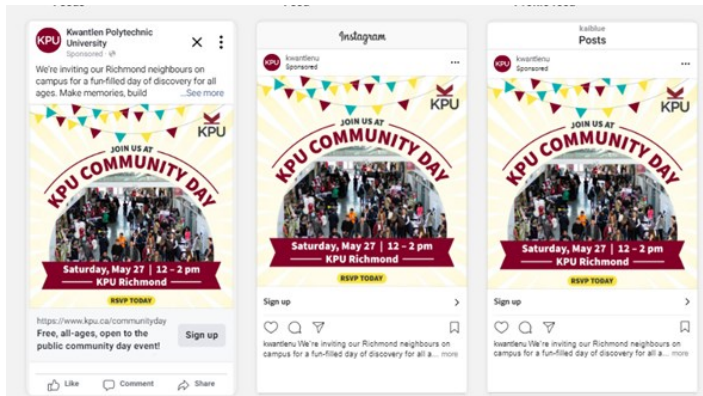 KPU
Kwantlen Polytechnic
University
Sponsored
We're inviting our Richmond neighbours on
campus for a fun-filled day of discovery for all
ages. Make memories, build ...See more
KPU
JOIN US AT
KPU COMMUNITY DAY
Saturday, May 27 | 12 – 2 pm
KPU Richmond
RSVP TODAY
https://www.kpu.ca/communityday
Free, all-ages, open to the
public community day event!
Sign up
Like Comment Share
Instagram
KPU
kwantlenu
Sponsored
KPU
JOIN US AT
KPU COMMUNITY DAY
Saturday, May 27 | 12 – 2 pm
KPU Richmond
RSVP TODAY
Sign up
kwantlenu We're inviting our Richmond neighbours on
campus for a fun-filled day of discovery for all a... more
kaiblue
Posts
KPU
kwantlenu
Sponsored
KPU
JOIN US AT
KPU COMMUNITY DAY
Saturday, May 27 | 12 – 2 pm
KPU Richmond
RSVP TODAY
Sign up
kwantlenu We're inviting our Richmond neighbours on
campus for a fun-filled day of discovery for all a... more